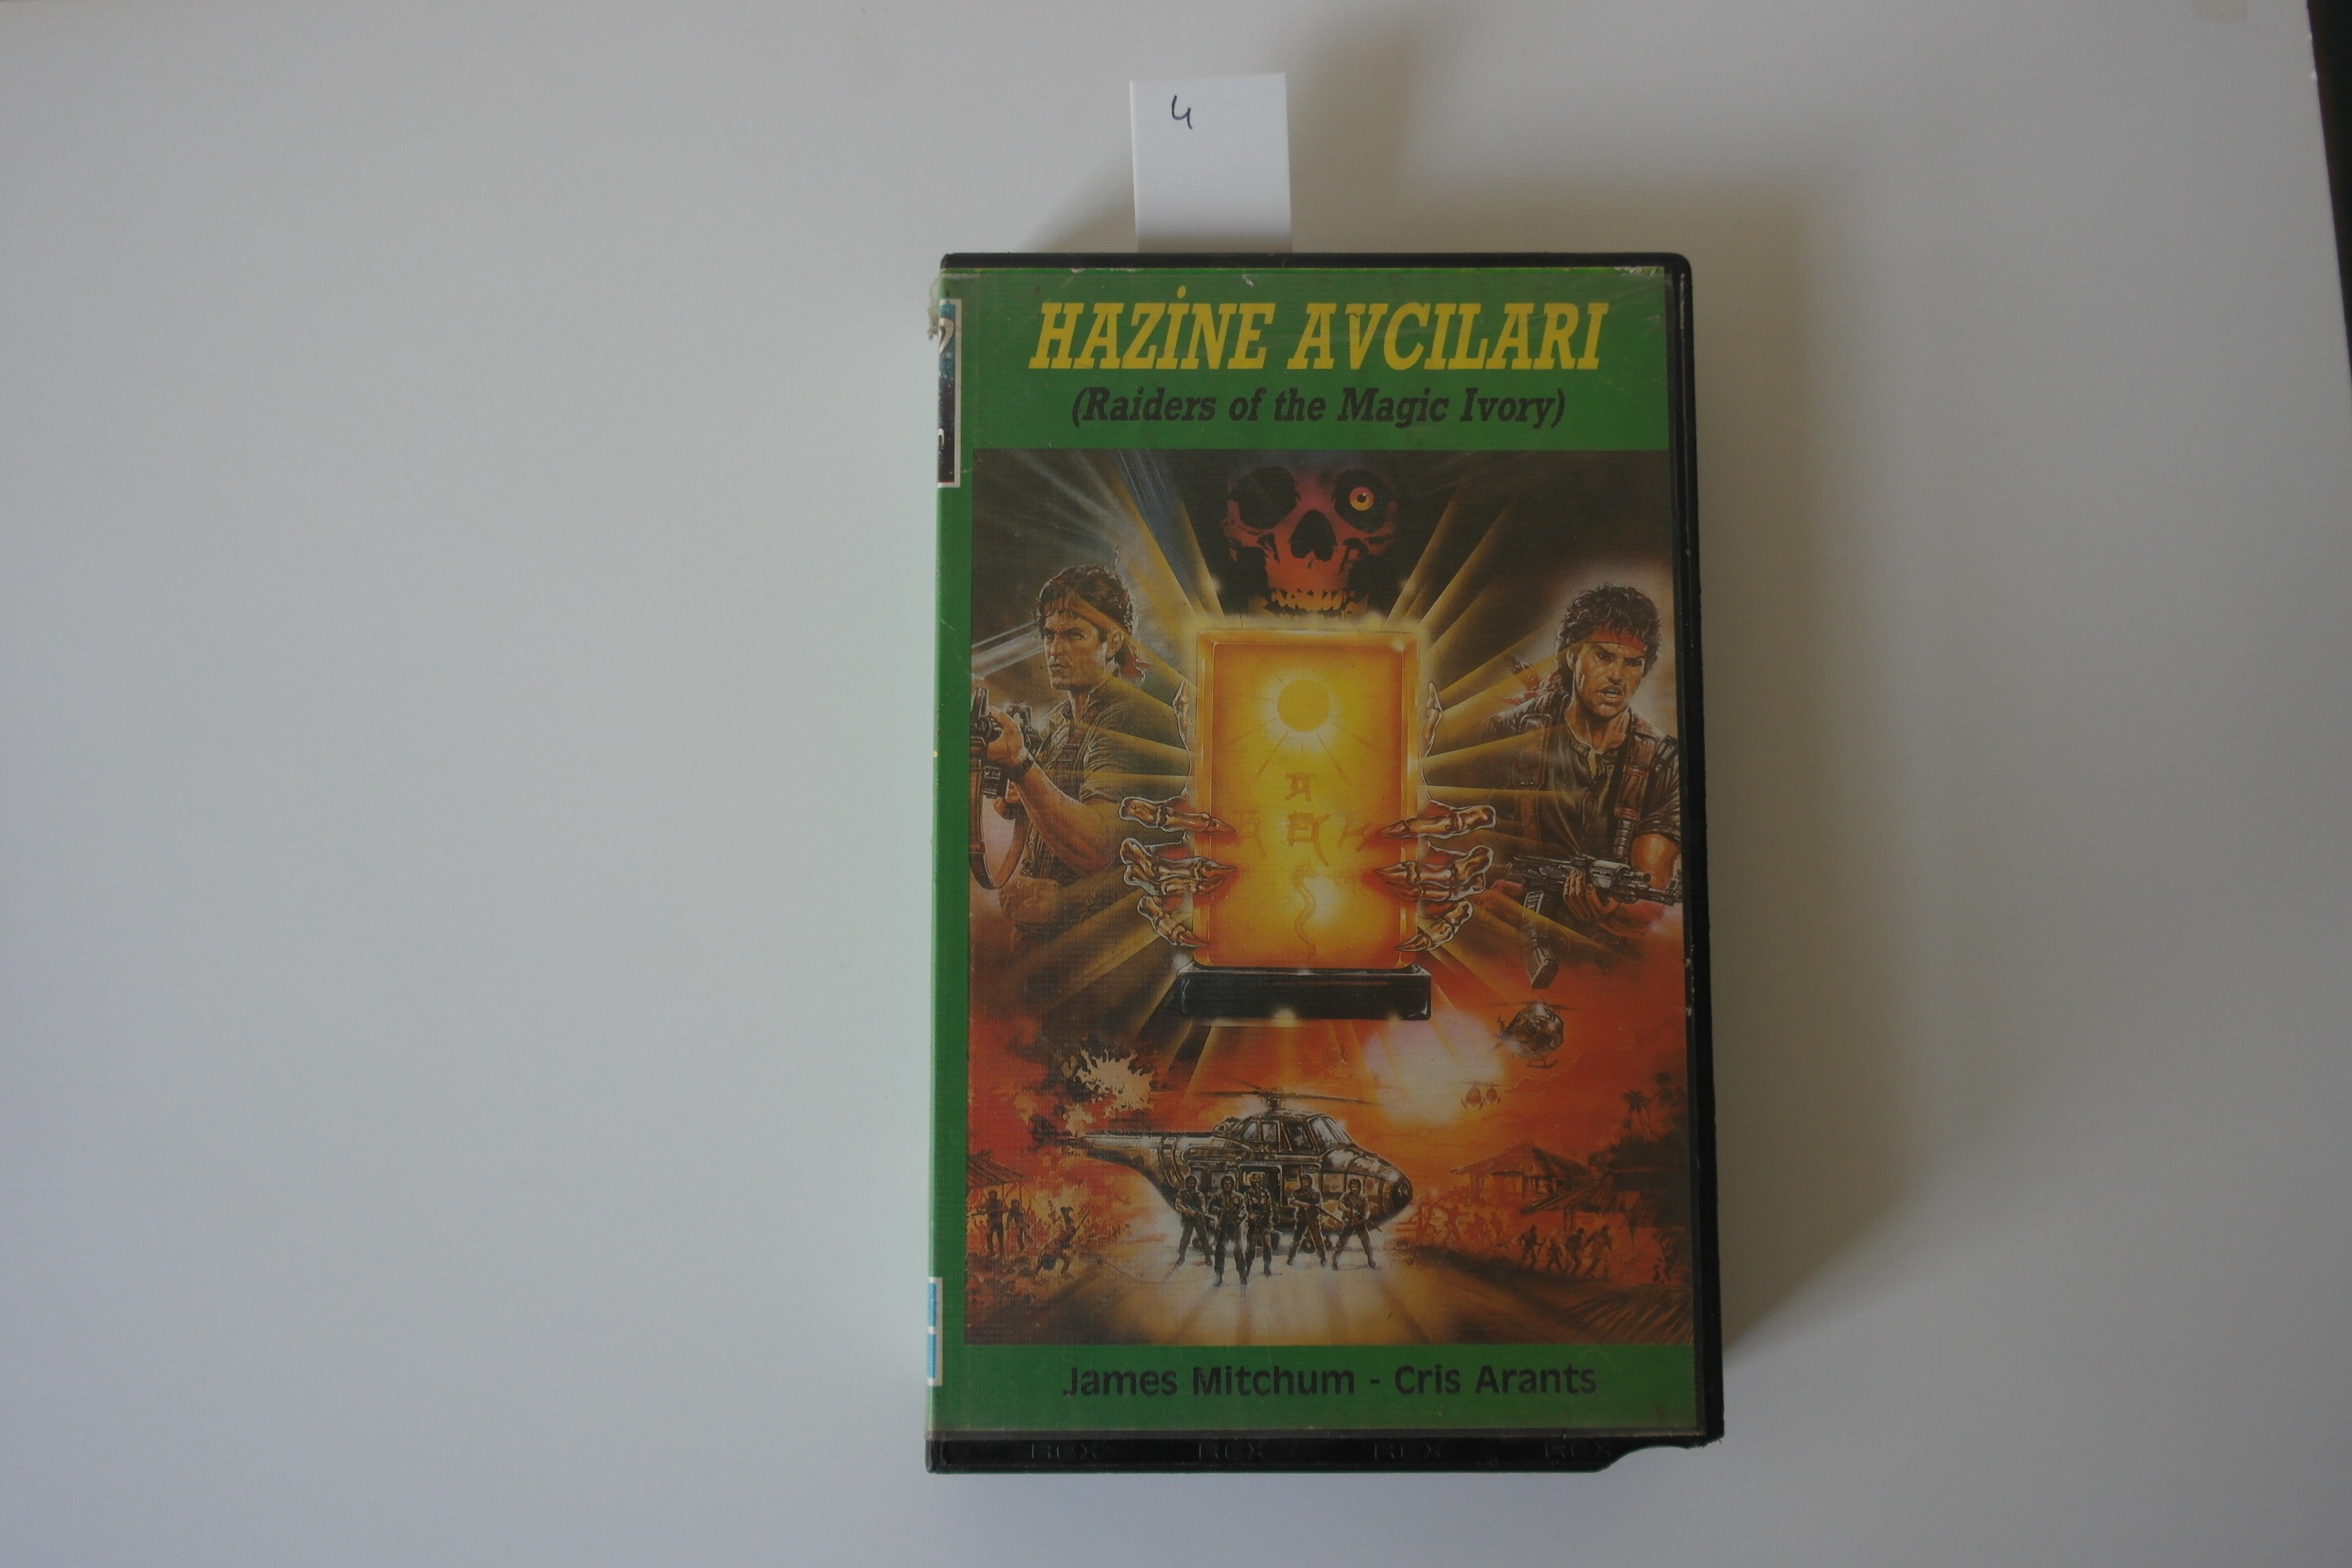 4
HAZİNE AVCILARI
(Raiders of the Magic Ivory)
James Mitchum - Cris Arants